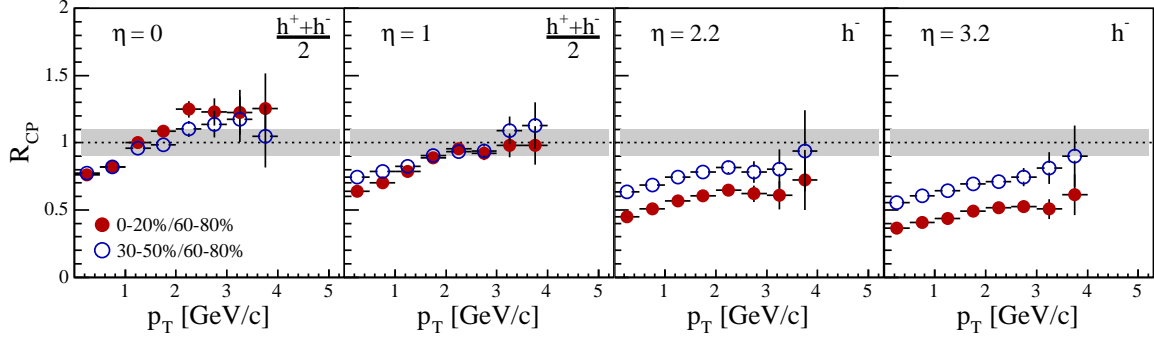 2
1.5
1
0.5
0
R_CP
η = 0
h⁺+h⁻
2
0-20%/60-80%
30-50%/60-80%
1 2 3 4 5
p_T [GeV/c]
η = 1
h⁺+h⁻
2
1 2 3 4 5
p_T [GeV/c]
η = 2.2 h⁻
1 2 3 4 5
p_T [GeV/c]
η = 3.2 h⁻
1 2 3 4 5
p_T [GeV/c]